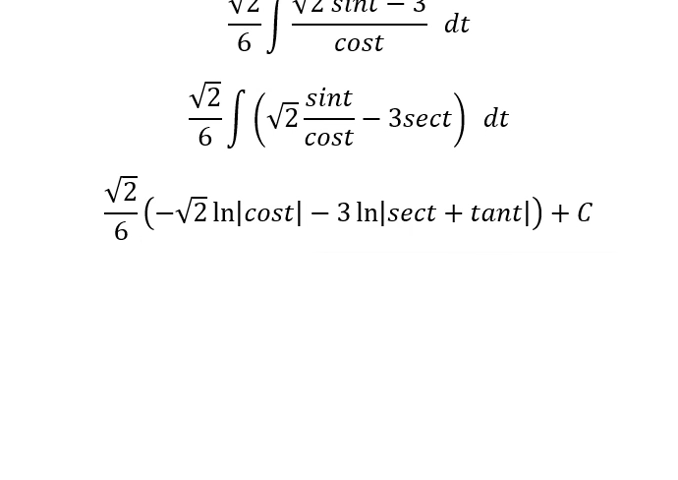 √2/6 ∫ (√2 sint − 3)/cost dt
√2/6 ∫ (√2 sint/cost − 3sect) dt
√2/6 (−√2 ln|cost| − 3 ln|sect + tant|) + C